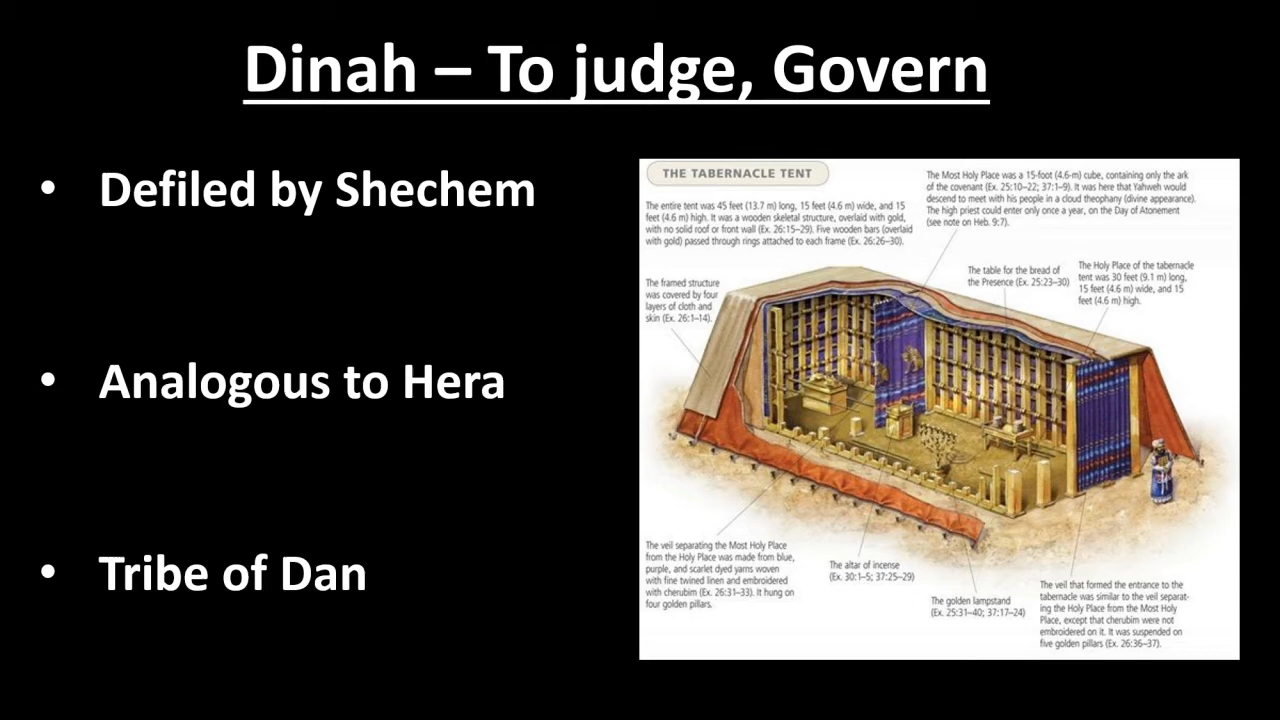 Dinah – To judge, Govern
• Defiled by Shechem
• Analogous to Hera
• Tribe of Dan
THE TABERNACLE TENT
The entire tent was 45 feet (13.7 m) long, 15 feet (4.6 m) wide, and 15
feet (4.6 m) high. It was a wooden skeletal structure, overlaid with gold,
with no solid roof or front wall (Ex. 26:15–29). Five wooden bars (overlaid
with gold) passed through rings attached to each frame (Ex. 26:26–30).
The Most Holy Place was a 15-foot (4.6-m) cube, containing only the ark
of the covenant (Ex. 25:10–22; 37:1–9). It was here that Yahweh would
descend to meet with his people in a cloud theophany (divine appearance).
The high priest could enter only once a year, on the Day of Atonement
(see note on Heb. 9:7).
The framed structure
was covered by four
layers of cloth and
skin (Ex. 26:1–14).
The table for the bread of
the Presence (Ex. 25:23–30)
The Holy Place of the tabernacle
tent was 30 feet (9.1 m) long,
15 feet (4.6 m) wide, and 15
feet (4.6 m) high.
The veil separating the Most Holy Place
from the Holy Place was made from blue,
purple, and scarlet dyed yarns woven
with fine twined linen and embroidered
with cherubim (Ex. 26:31–33). It hung on
four golden pillars.
The altar of incense
(Ex. 30:1–5; 37:25–29)
The golden lampstand
(Ex. 25:31–40; 37:17–24)
The veil that formed the entrance to the
tabernacle was similar to the veil separat-
ing the Holy Place from the Most Holy
Place, except that cherubim were not
embroidered on it. It was suspended on
five golden pillars (Ex. 26:36–37).